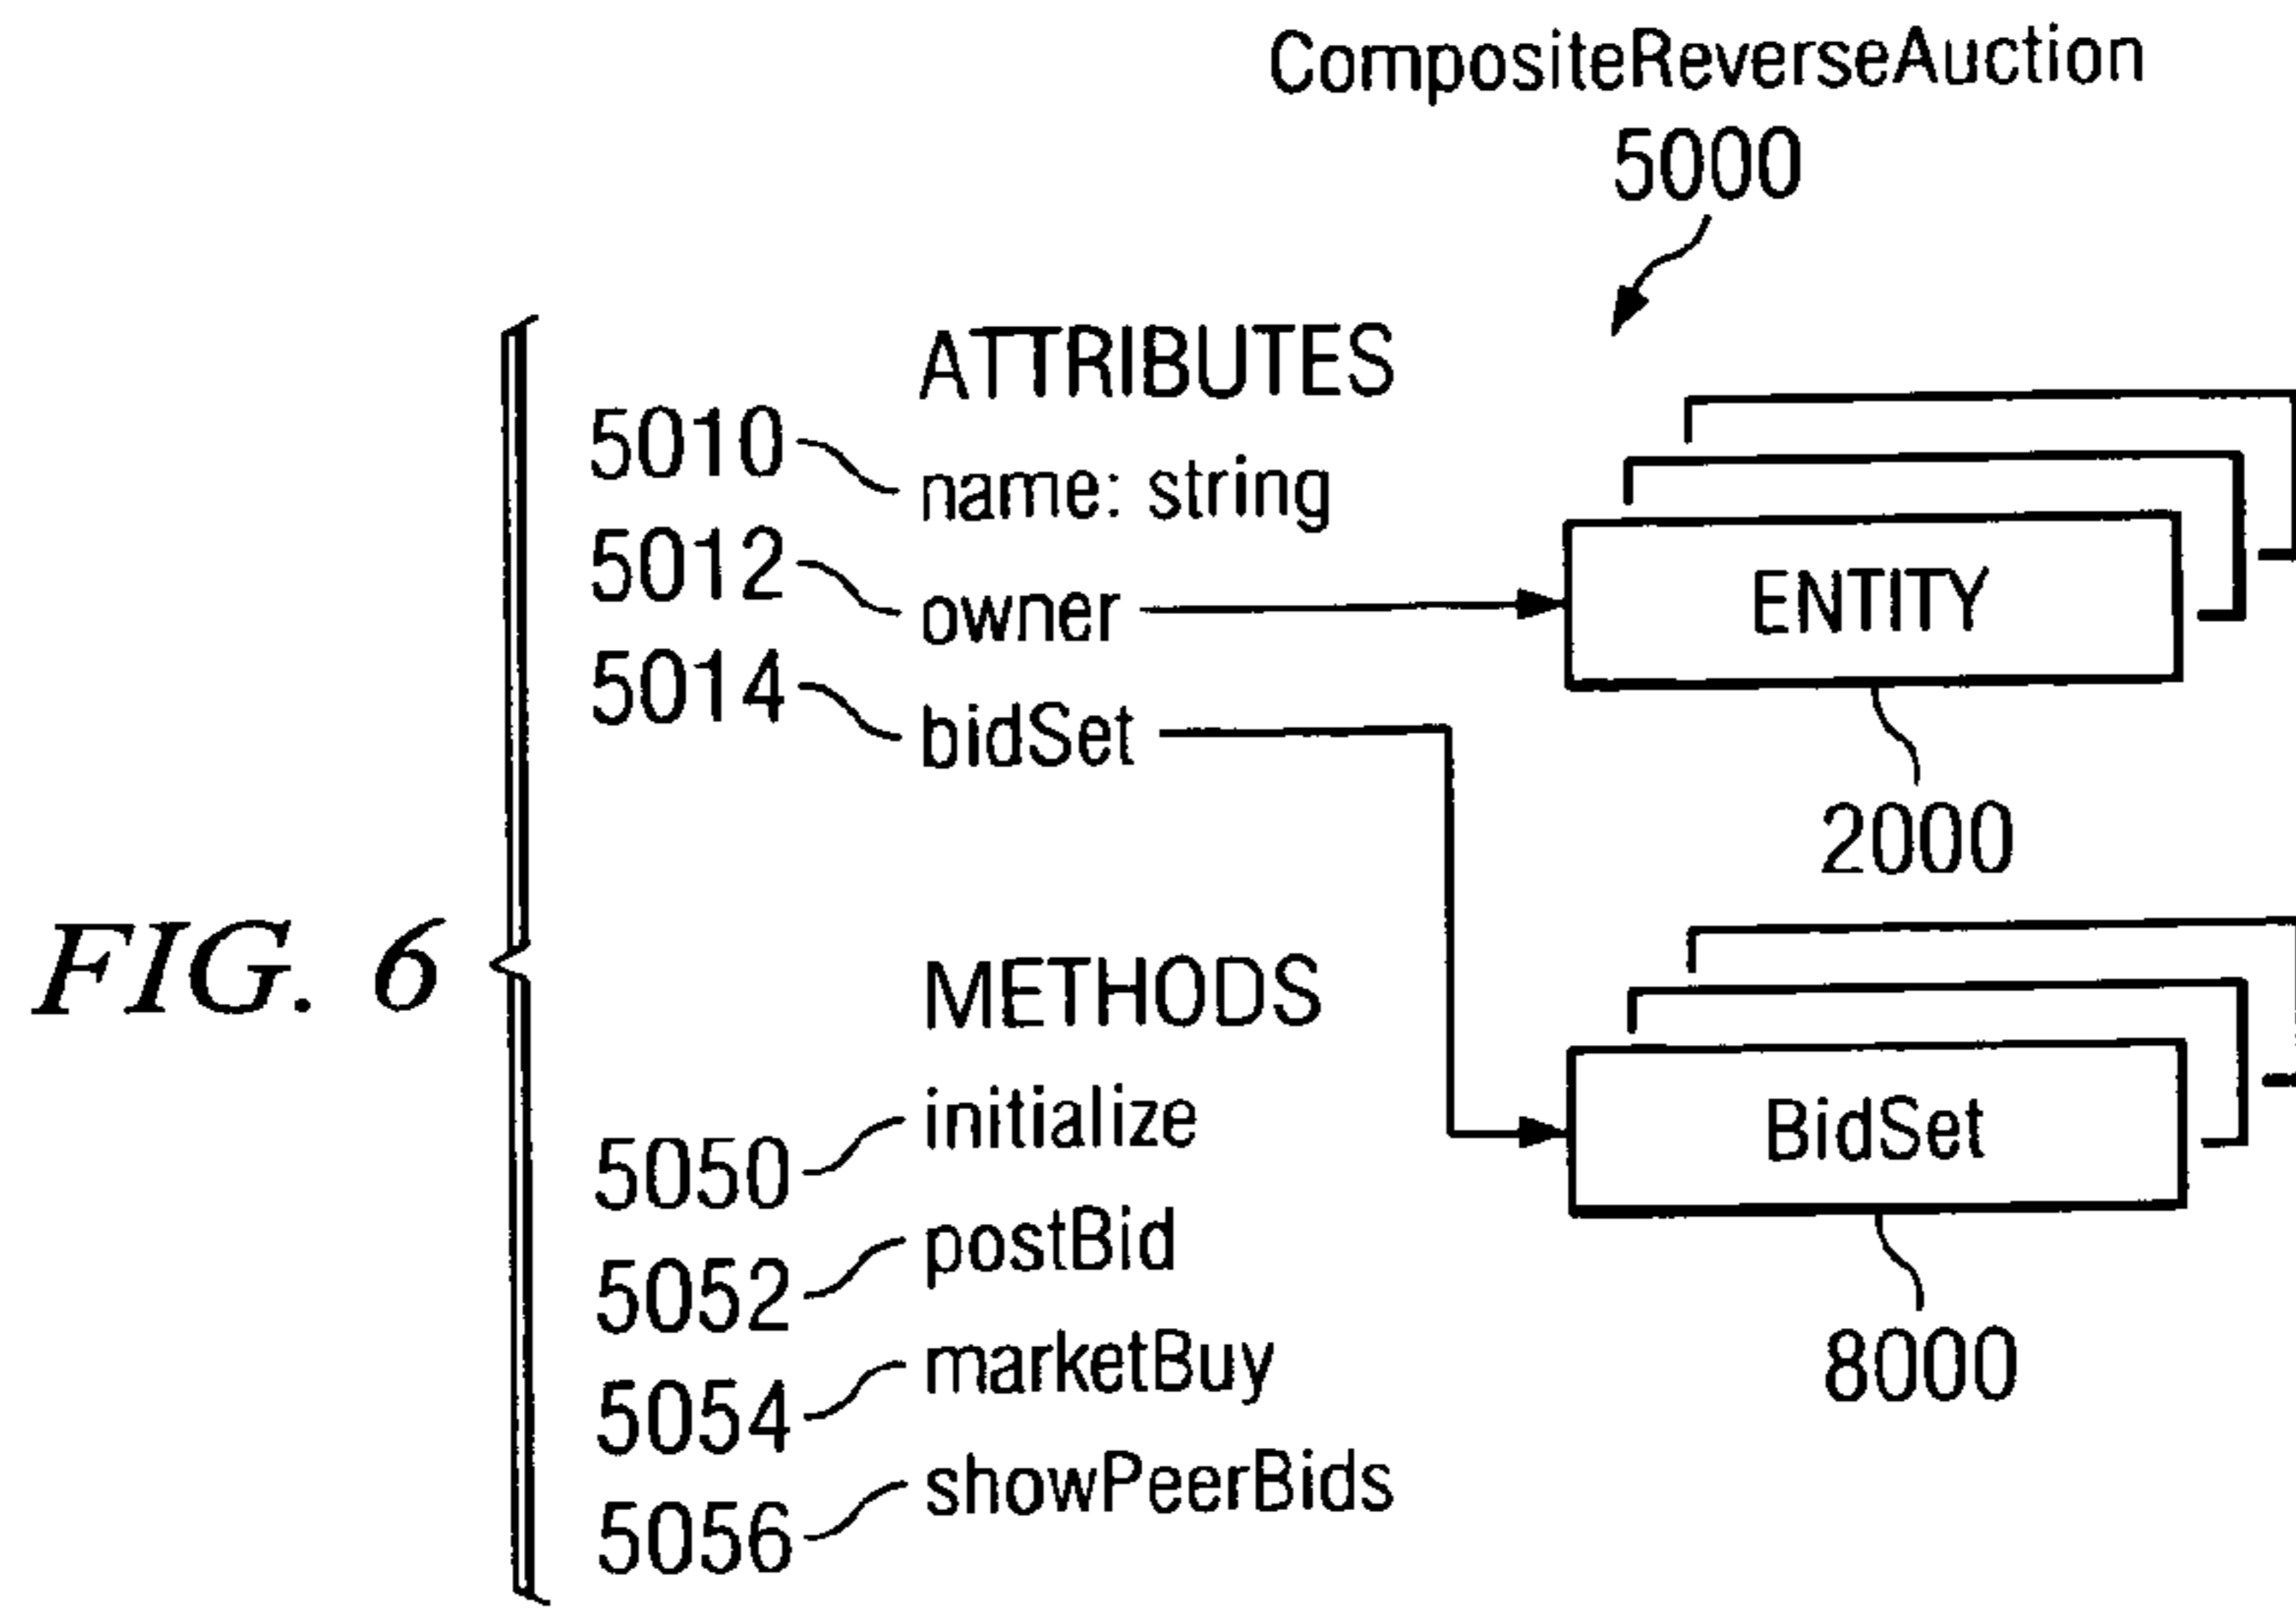 CompositeReverseAuction
5000
ATTRIBUTES
5010 name: string
5012 owner
ENTITY
5014 bidSet
2000
FIG. 6
METHODS
5050 initialize
BidSet
5052 postBid
5054 marketBuy
8000
5056 showPeerBids